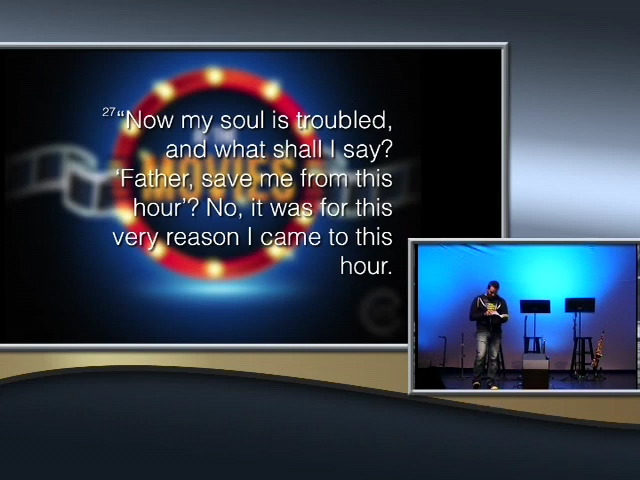 27“Now my soul is troubled,
and what shall I say?
‘Father, save me from this
hour’? No, it was for this
very reason I came to this
hour.
MOVIES